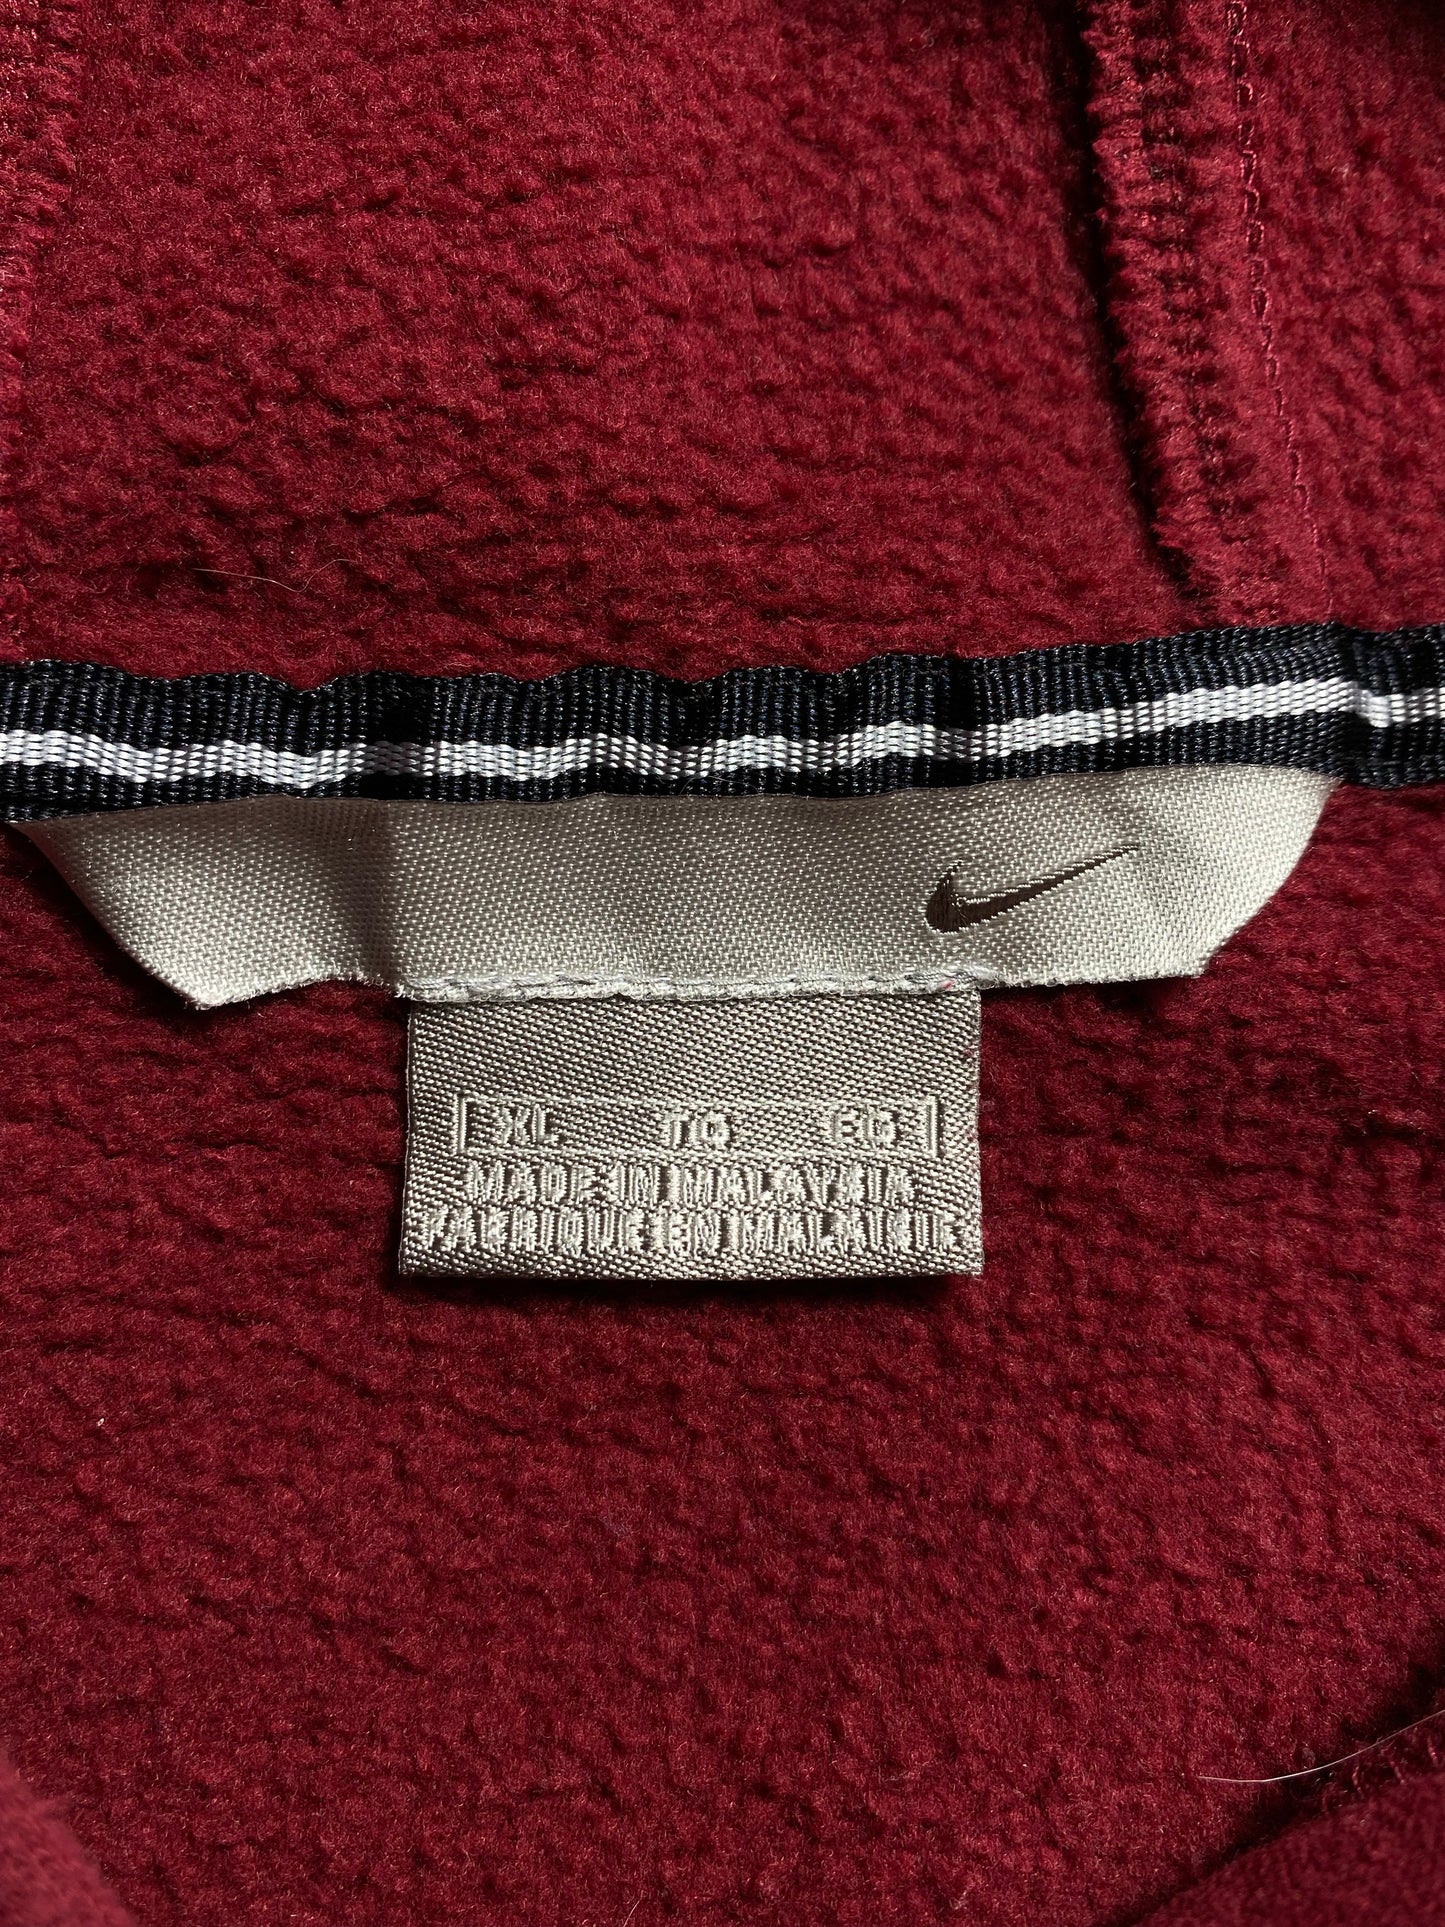 XL TG EG
MADE IN MALAYSIA
FABRIQUE EN MALAISIE